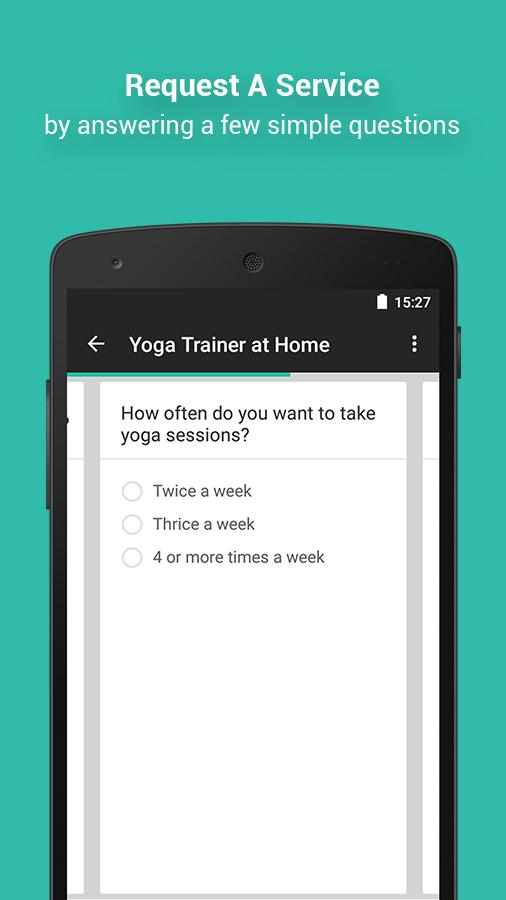 Request A Service
by answering a few simple questions
15:27
Yoga Trainer at Home
How often do you want to take
yoga sessions?
Twice a week
Thrice a week
4 or more times a week